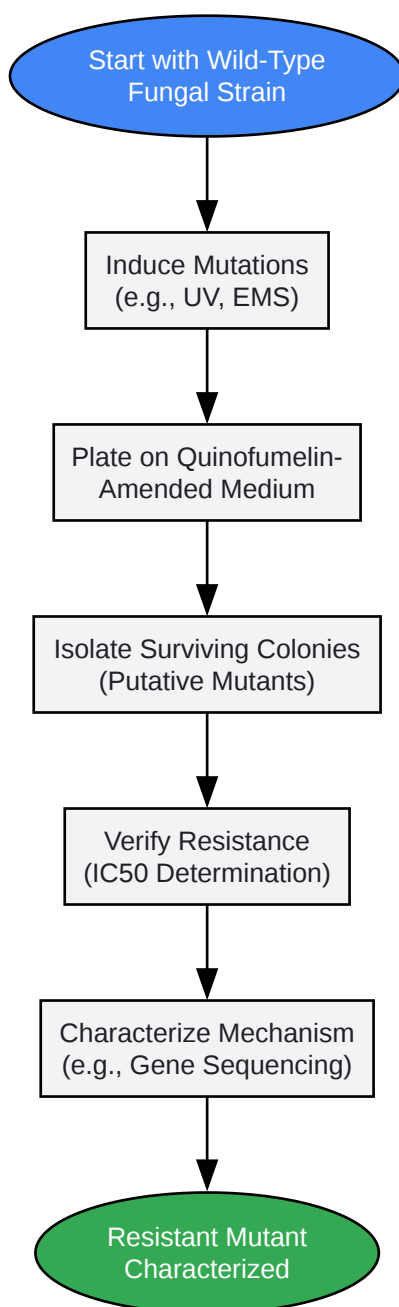 Start with Wild-Type
Fungal Strain
Induce Mutations
(e.g., UV, EMS)
Plate on Quinofumelin-
Amended Medium
Isolate Surviving Colonies
(Putative Mutants)
Verify Resistance
(IC50 Determination)
Characterize Mechanism
(e.g., Gene Sequencing)
Resistant Mutant
Characterized